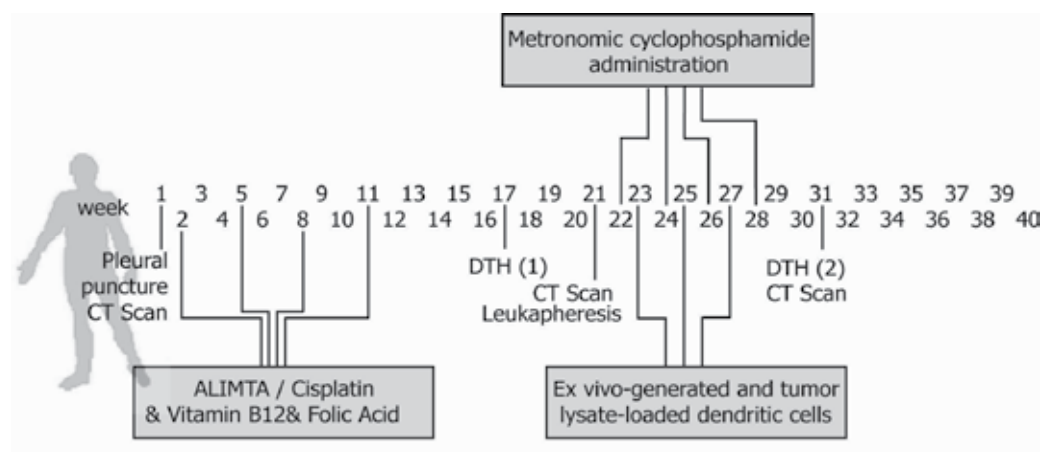 Metronomic cyclophosphamide
administration
week 1 3 5 7 9 11 13 15 17 19 21 23 25 27 29 31 33 35 37 39
2 4 6 8 10 12 14 16 18 20 22 24 26 28 30 32 34 36 38 40
Pleural
puncture
CT Scan
DTH (1)
CT Scan
Leukapheresis
DTH (2)
CT Scan
ALIMTA / Cisplatin
& Vitamin B12& Folic Acid
Ex vivo-generated and tumor
lysate-loaded dendritic cells